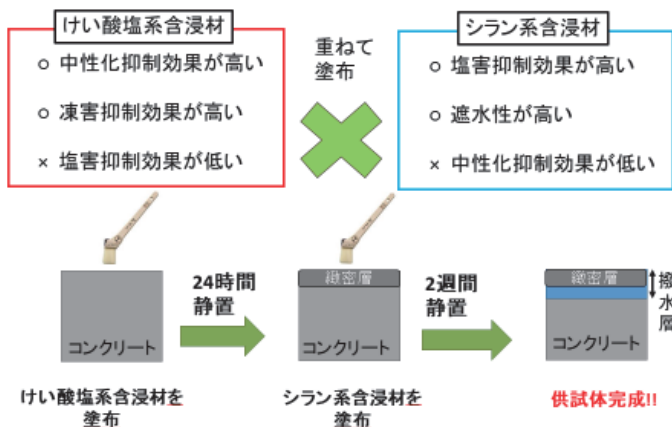 けい酸塩系含浸材
○ 中性化抑制効果が高い
○ 凍害抑制効果が高い
× 塩害抑制効果が低い
重ねて
塗布
シラン系含浸材
○ 塩害抑制効果が高い
○ 遮水性が高い
× 中性化抑制効果が低い
コンクリート
けい酸塩系含浸材を
塗布
24時間
静置
緻密層
コンクリート
シラン系含浸材を
塗布
2週間
静置
緻密層
コンクリート
撥水層
供試体完成!!